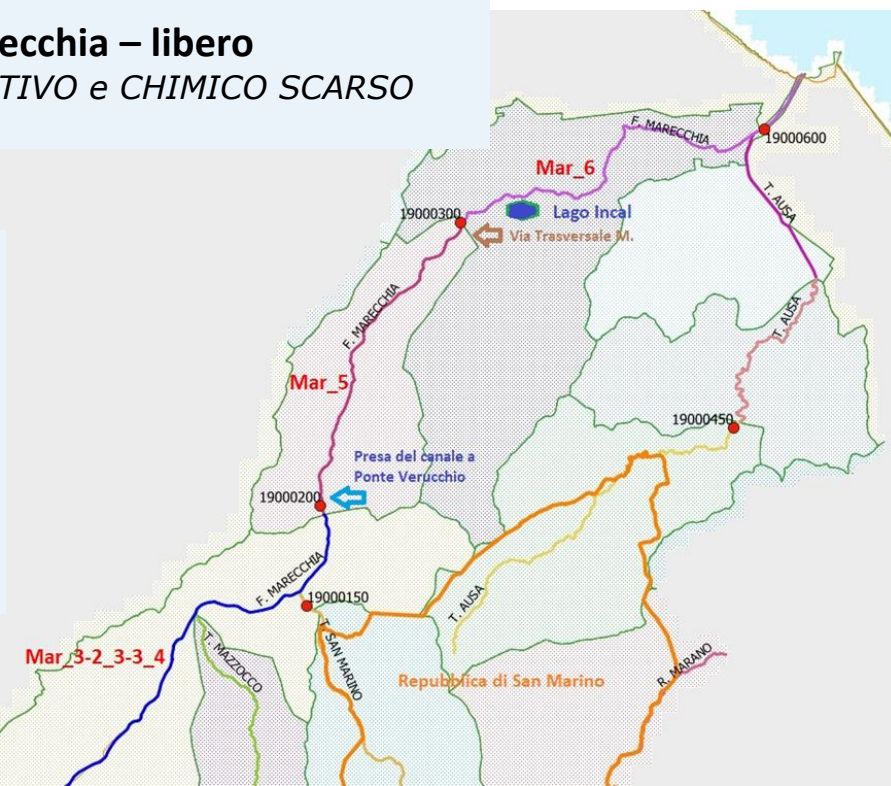 ecchia – libero
TIVO e CHIMICO SCARSO
F. MARECCHIA
19000600
Mar_6
T. AUSA
19000300
Lago Incal
Via Trasversale M.
F. MARECCHIA
T. AUSA
Mar_5
19000450
Presa del canale a
Ponte Verucchio
19000200
F. MARECCHIA
19000150
T. AUSA
T. SAN MARINO
T. MAZZOCCO
Mar_3-2_3-3_4
R. MARANO
Repubblica di San Marino